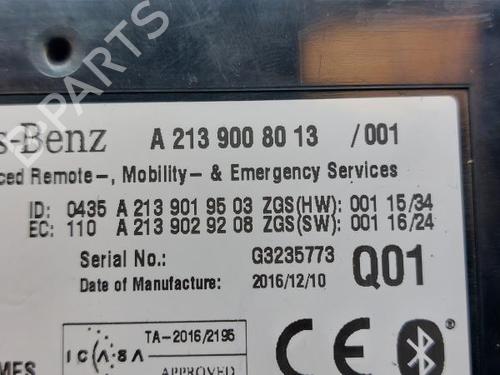 B-PARTS
s-Benz A 213 900 80 13 /001
ced Remote-, Mobility- & Emergency Services
ID: 0435 A 213 901 95 03 ZGS(HW): 001 15/34
EC: 110 A 213 902 92 08 ZGS(SW): 001 16/24
Serial No.: G3235773 Q01
Date of Manufacture: 2016/12/10
TA-2016/2195
ICASA
APPROVED
MES
CE